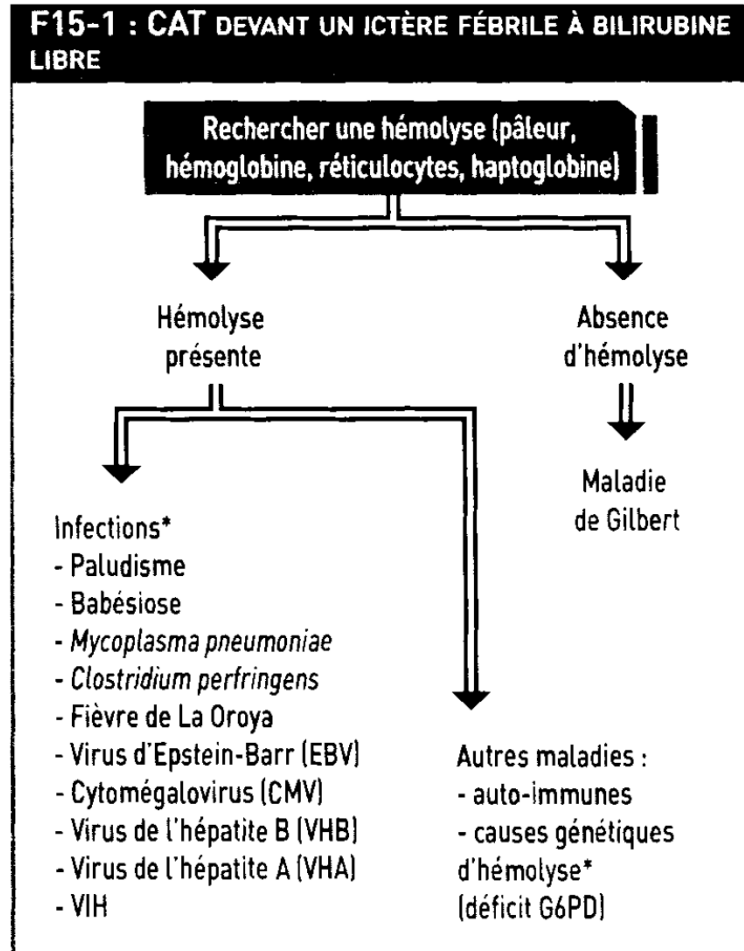 F15-1 : CAT DEVANT UN ICTÈRE FÉBRILE À BILIRUBINE
LIBRE
Rechercher une hémolyse (pâleur,
hémoglobine, réticulocytes, haptoglobine)
Hémolyse
présente
Absence
d'hémolyse
Maladie
de Gilbert
Infections*
- Paludisme
- Babésiose
- Mycoplasma pneumoniae
- Clostridium perfringens
- Fièvre de La Oroya
- Virus d'Epstein-Barr (EBV)
- Cytomégalovirus (CMV)
- Virus de l'hépatite B (VHB)
- Virus de l'hépatite A (VHA)
- VIH
Autres maladies :
- auto-immunes
- causes génétiques
d'hémolyse*
(déficit G6PD)